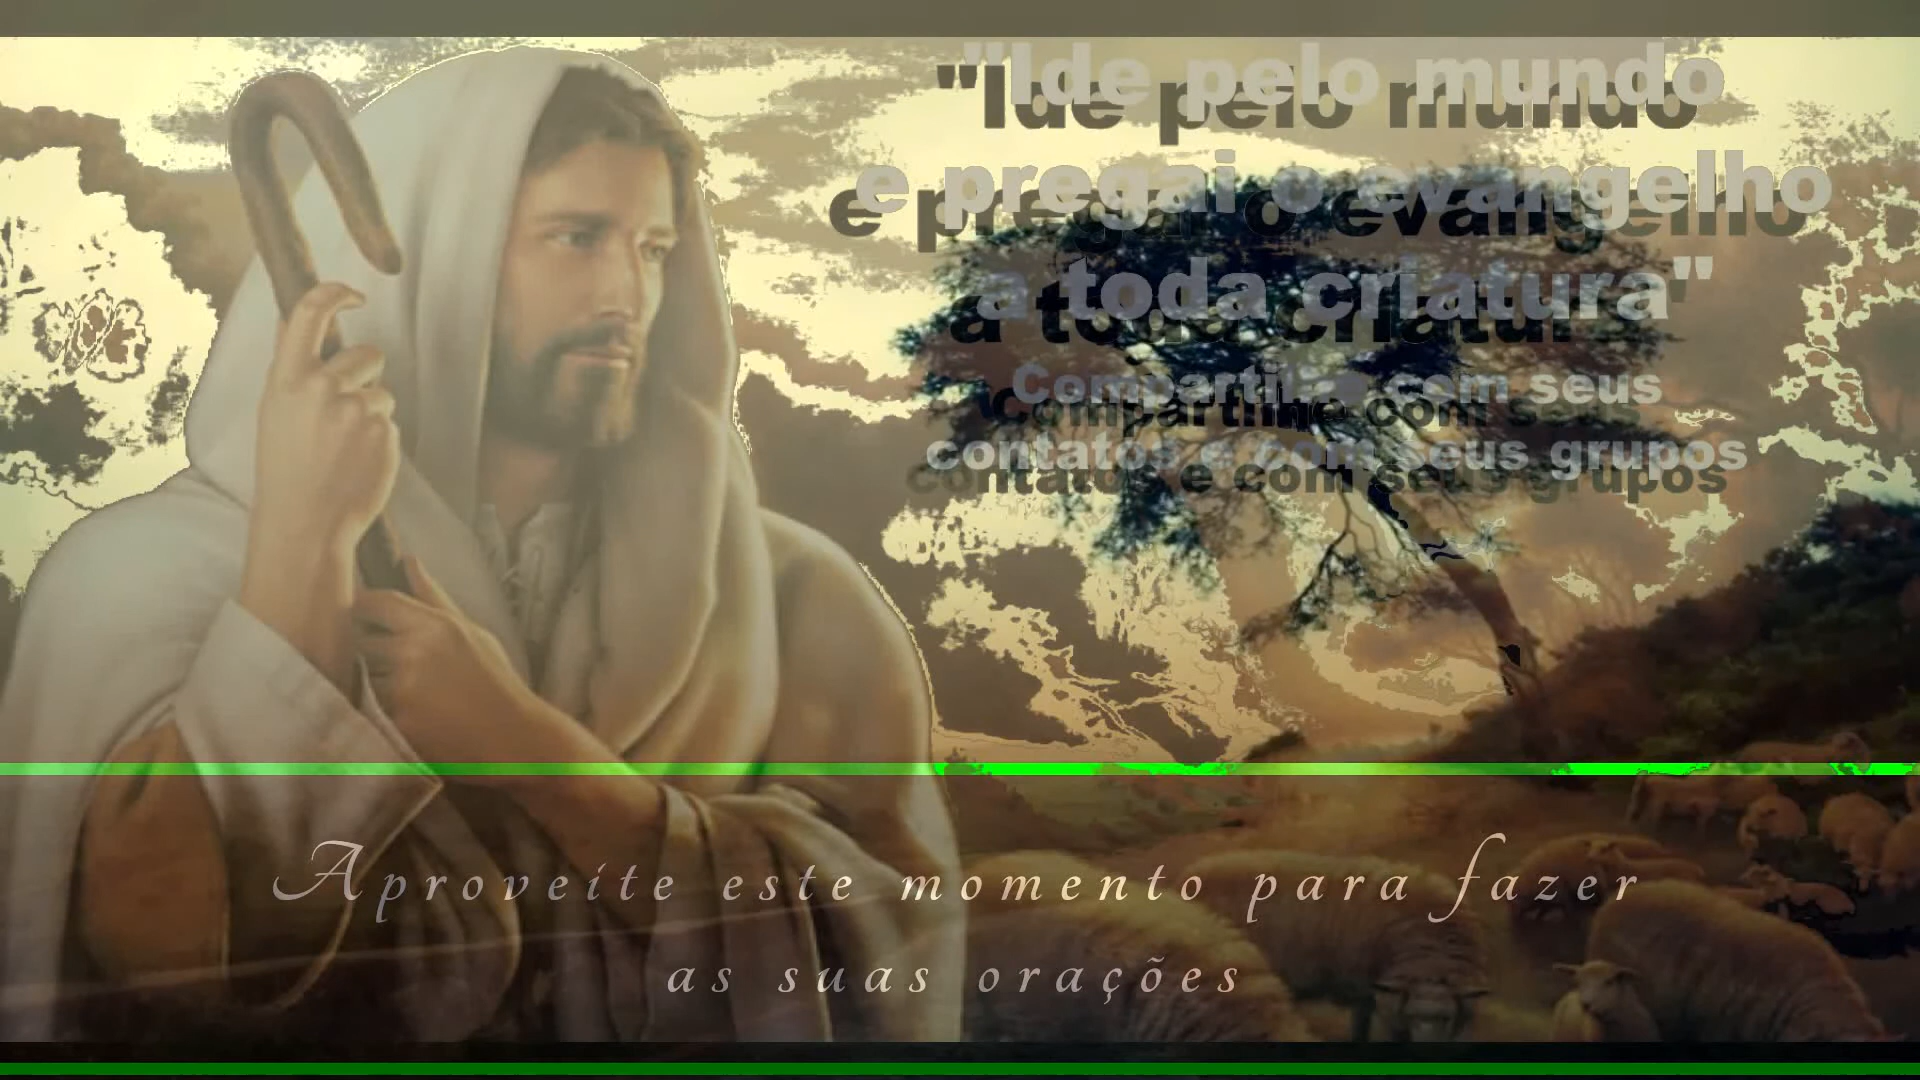 "Ide pelo mundo
e pregai o evangelho
a toda criatura"
Compartilhe com seus
contatos e com seus grupos
Aproveite este momento para fazer
as suas orações